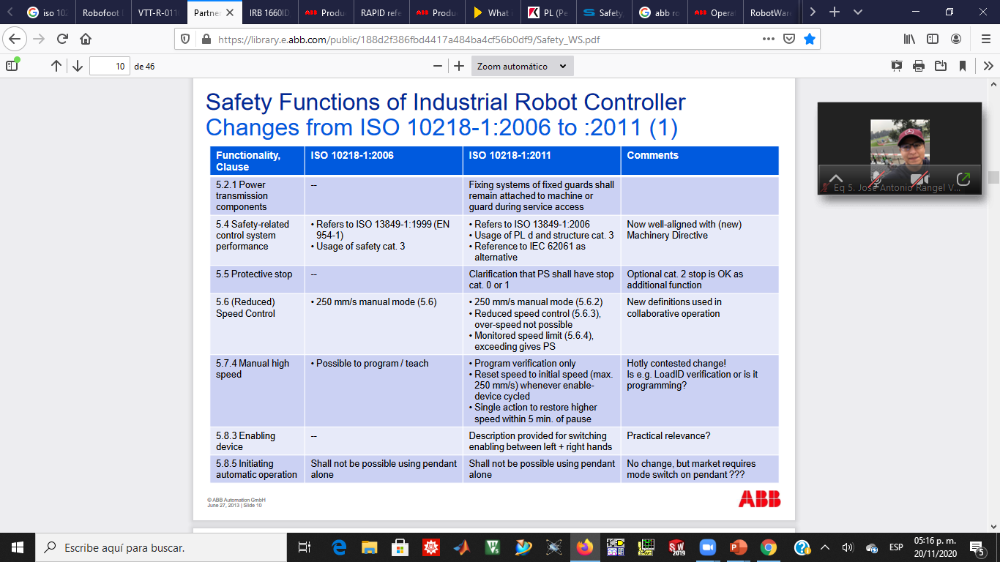 iso 102
Robofoot
VTT-R-011
Partner
IRB 1660ID
ABB Produ
RAPID refe
ABB Produ
What i
PL (Pe
Safety,
abb ro
ABB Operat
RobotWare
https://library.e.abb.com/public/188d2f386fbd4417a484ba4cf56b0df9/Safety_WS.pdf
10 de 46
Zoom automático
Safety Functions of Industrial Robot Controller
Changes from ISO 10218-1:2006 to :2011 (1)
Functionality, Clause
ISO 10218-1:2006
ISO 10218-1:2011
Comments
5.2.1 Power
transmission
components
--
Fixing systems of fixed guards shall
remain attached to machine or
guard during service access
5.4 Safety-related
control system
performance
• Refers to ISO 13849-1:1999 (EN
954-1)
• Usage of safety cat. 3
• Refers to ISO 13849-1:2006
• Usage of PL d and structure cat. 3
• Reference to IEC 62061 as
alternative
Now well-aligned with (new)
Machinery Directive
5.5 Protective stop
--
Clarification that PS shall have stop
cat. 0 or 1
Optional cat. 2 stop is OK as
additional function
5.6 (Reduced)
Speed Control
• 250 mm/s manual mode (5.6)
• 250 mm/s manual mode (5.6.2)
• Reduced speed control (5.6.3),
over-speed not possible
• Monitored speed limit (5.6.4),
exceeding gives PS
New definitions used in
collaborative operation
5.7.4 Manual high
speed
• Possible to program / teach
• Program verification only
• Reset speed to initial speed (max.
250 mm/s) whenever enable-
device cycled
• Single action to restore higher
speed within 5 min. of pause
Hotly contested change!
Is e.g. LoadID verification or is it
programming?
5.8.3 Enabling
device
--
Description provided for switching
enabling between left + right hands
Practical relevance?
5.8.5 Initiating
automatic operation
Shall not be possible using pendant
alone
Shall not be possible using pendant
alone
No change, but market requires
mode switch on pendant ???
© ABB Automation GmbH
June 27, 2013 | Slide 10
ABB
Eq 5. José Antonio Rangel V...
Escribe aquí para buscar.
SW
2019
ESP
05:16 p. m.
20/11/2020
5